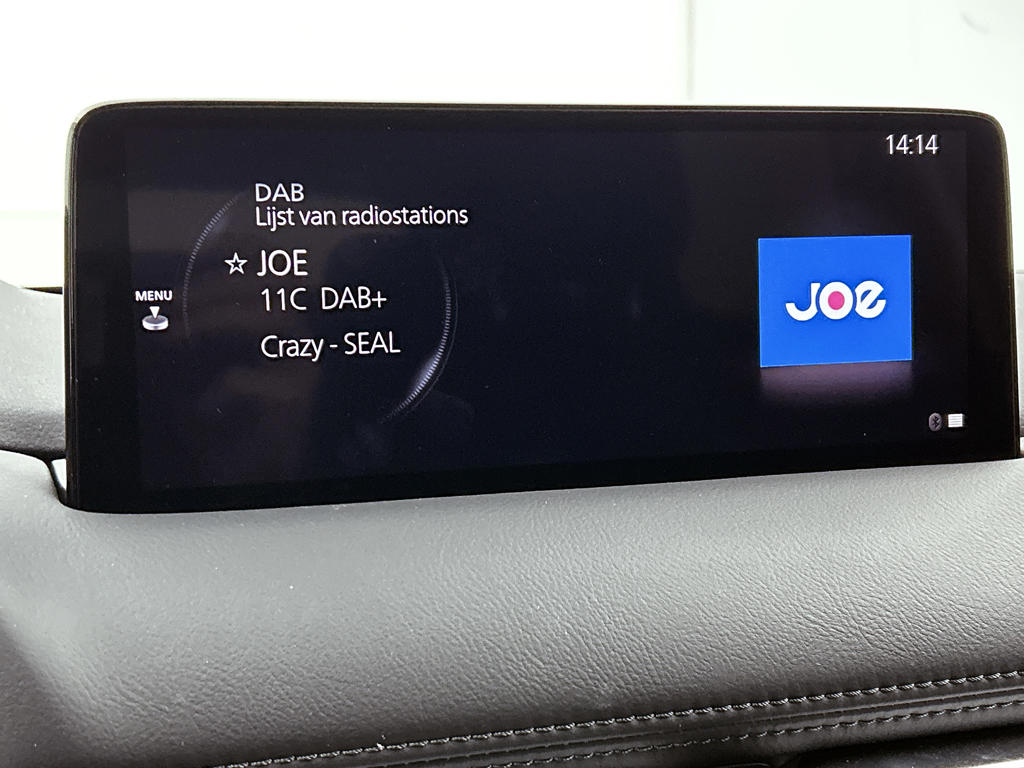 14:14
DAB
Lijst van radiostations
☆ JOE
11C DAB+
MENU
Crazy - SEAL
JOe